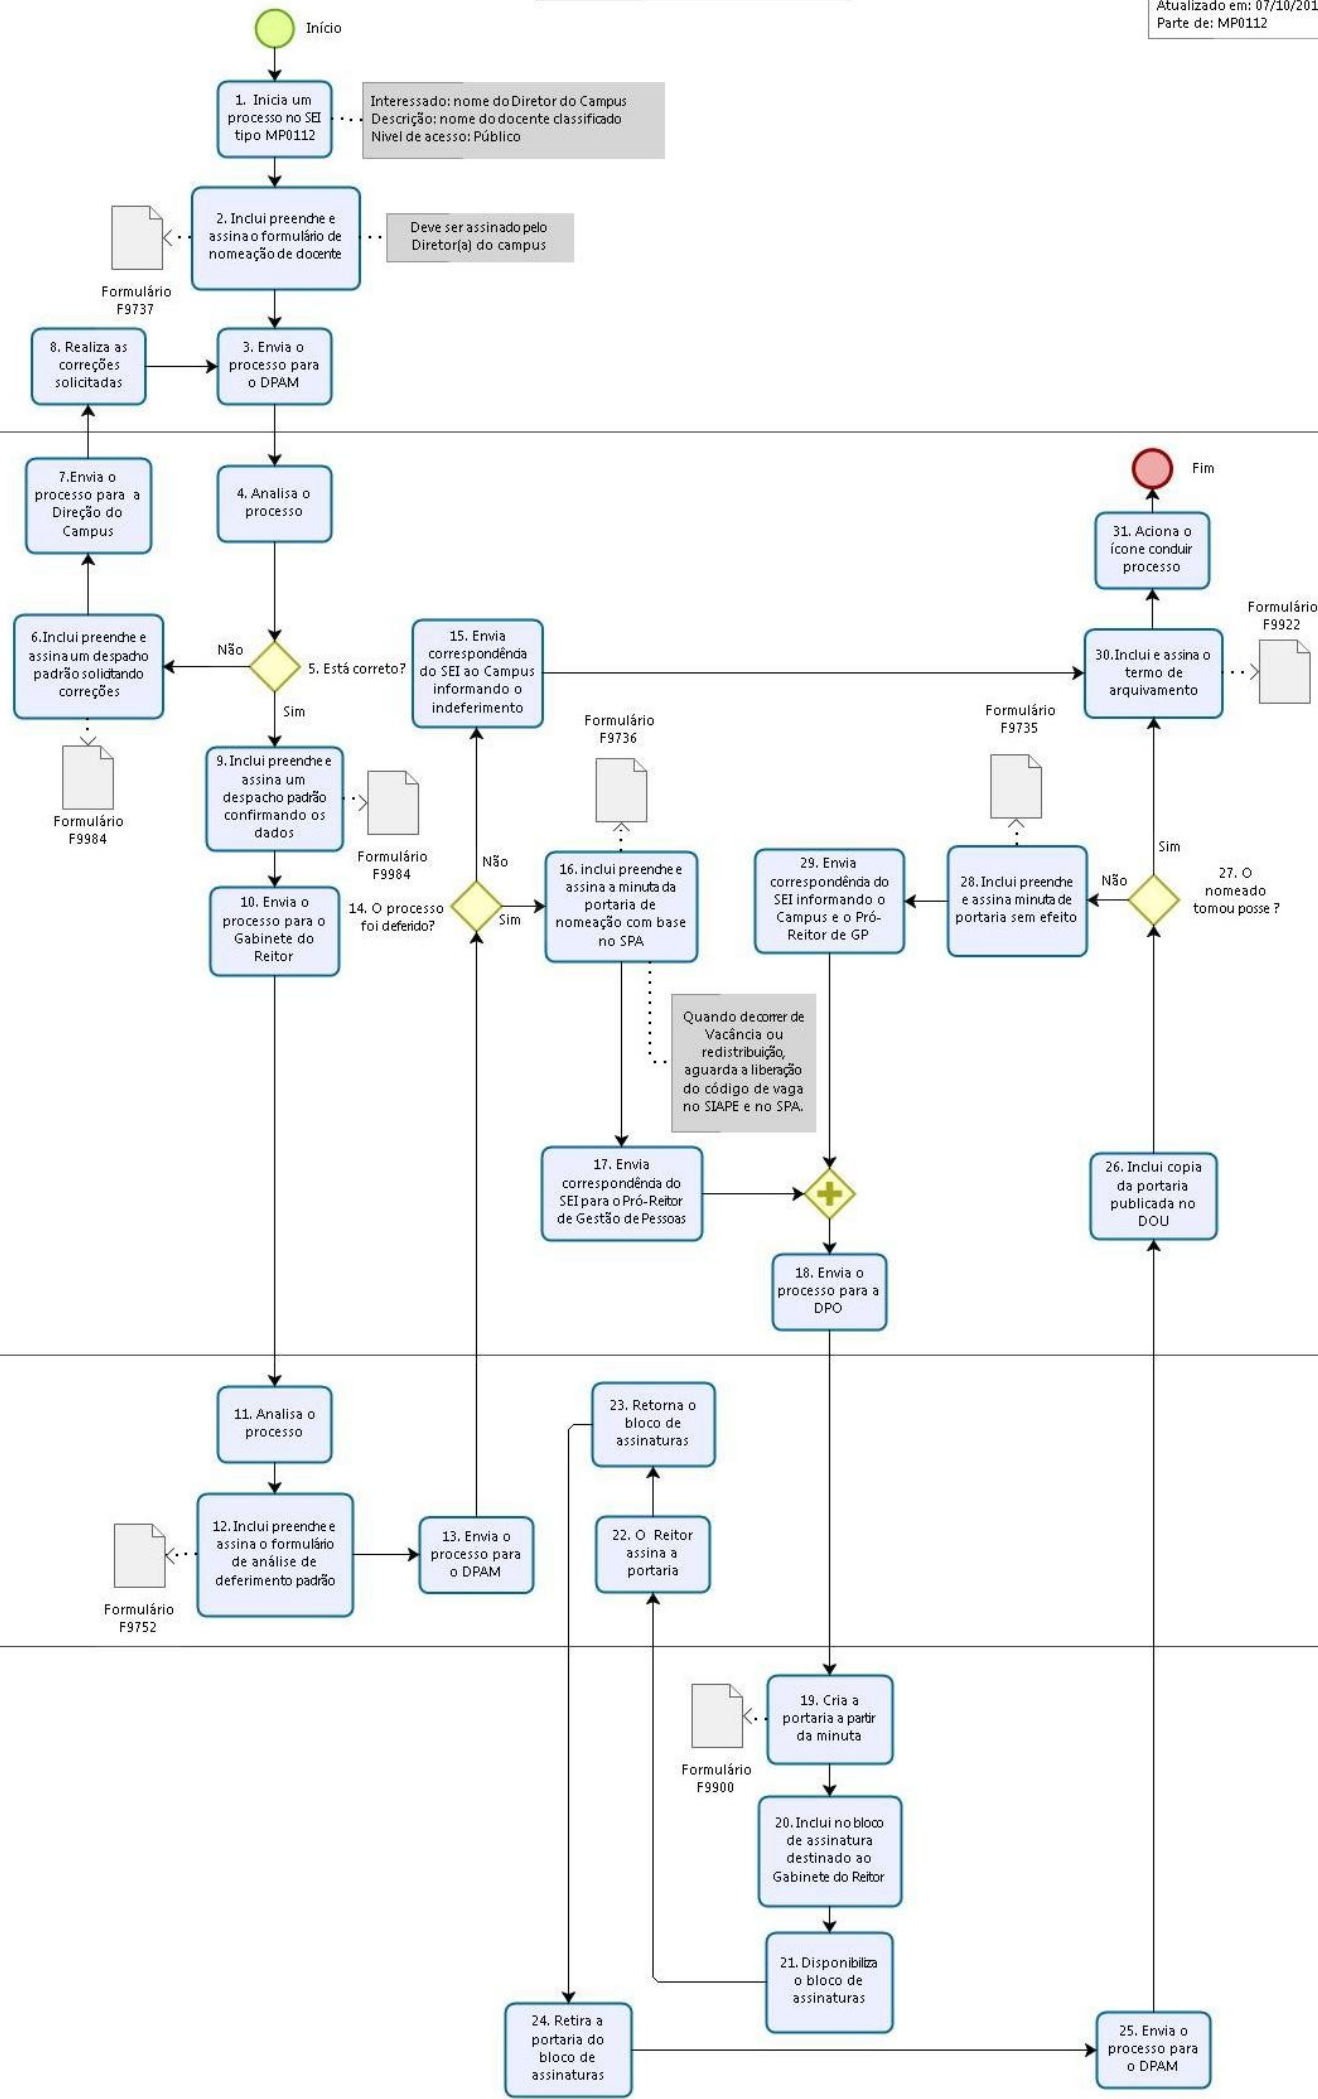 Atualizado em: 07/10/201
Parte de: MP0112
Início
1. Inicia um
processo no SEI
tipo MP0112
Interessado: nome do Diretor do Campus
Descrição: nome do docente classificado
Nivel de acesso: Público
2. Inclui preenche e
assina o formulário de
nomeação de docente
Deve ser assinado pelo
Diretor(a) do campus
Formulário
F9737
8. Realiza as
correções
solicitadas
3. Envia o
processo para
o DPAM
7.Envia o
processo para a
Direção do
Campus
4. Analisa o
processo
Fim
31. Aciona o
ícone conduir
processo
6.Inclui preenche e
assina um despacho
padrão solicitando
correções
Não
5. Está correto?
Sim
15. Envia
correspondência
do SEI ao Campus
informando o
indeferimento
30.Inclui e assina o
termo de
arquivamento
Formulário
F9922
Formulário
F9984
9.Inclui preenche e
assina um
despacho padrão
confirmando os
dados
Formulário
F9984
Formulário
F9736
Formulário
F9735
10. Envia o
processo para o
Gabinete do
Reitor
14. O processo
foi deferido?
Não
Sim
16. inclui preenche e
assina a minuta da
portaria de
nomeação com base
no SPA
29. Envia
correspondência do
SEI informando o
Campus e o Pró-
Reitor de GP
28. Inclui preenche
e assina minuta de
portaria sem efeito
Não
Sim
27. O
nomeado
tomou posse ?
Quando decorrer de
Vacância ou
redistribuição,
aguarda a liberação
do código de vaga
no SIAPE e no SPA.
17. Envia
correspondência do
SEI para o Pró-Reitor
de Gestão de Pessoas
26. Inclui copia
da portaria
publicada no
DOU
18. Envia o
processo para a
DPO
11. Analisa o
processo
23. Retorna o
bloco de
assinaturas
12. Inclui preenche e
assina o formulário
de análise de
deferimento padrão
Formulário
F9752
13. Envia o
processo para
o DPAM
22. O Reitor
assina a
portaria
19. Cria a
portaria a partir
da minuta
Formulário
F9900
20. Inclui no bloco
de assinatura
destinado ao
Gabinete do Reitor
21. Disponibiliza
o bloco de
assinaturas
24. Retira a
portaria do
bloco de
assinaturas
25. Envia o
processo para
o DPAM